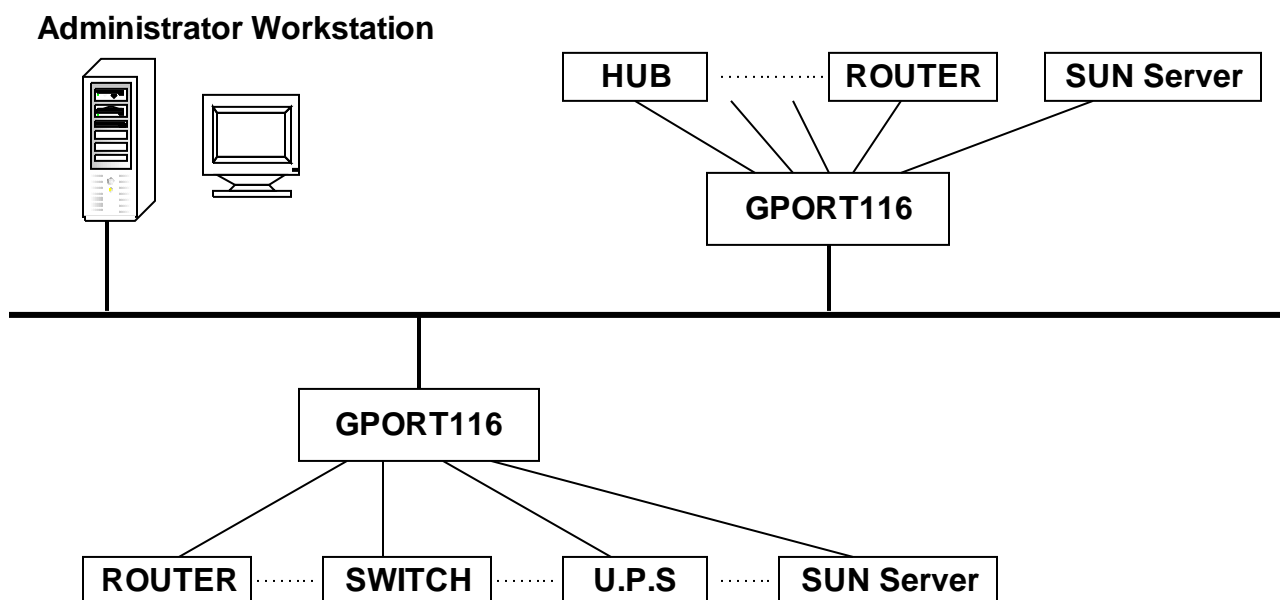 Administrator Workstation
HUB
ROUTER
SUN Server
GPORT116
GPORT116
ROUTER
SWITCH
U.P.S
SUN Server